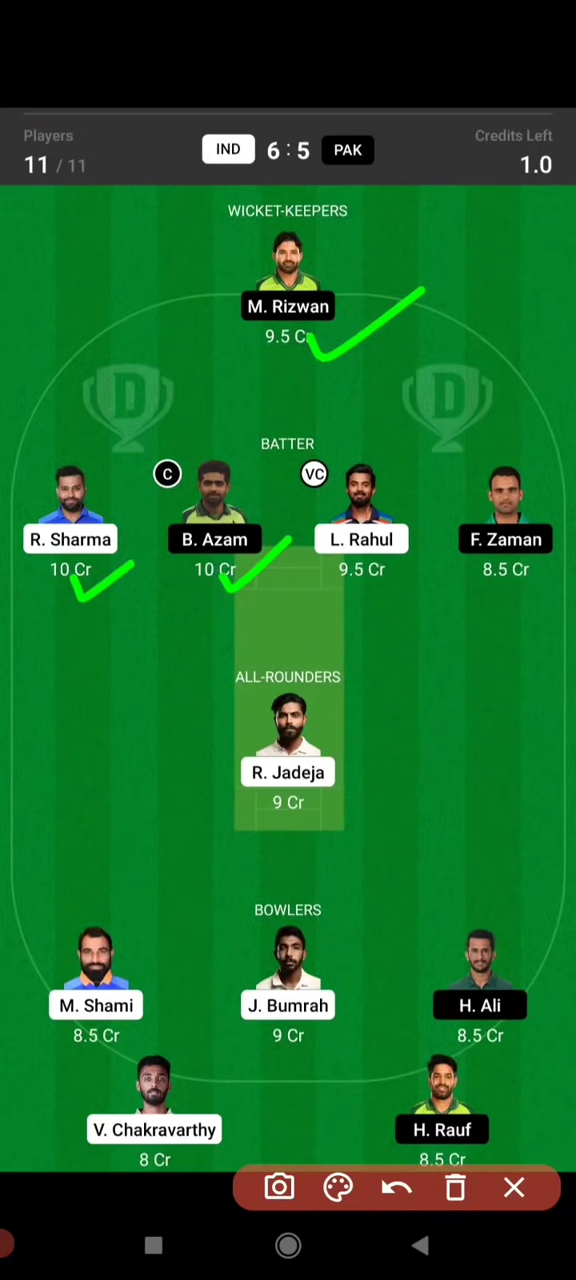 Players
Credits Left
IND 6 : 5 PAK
11 / 11
1.0
WICKET-KEEPERS
M. Rizwan
9.5 Cr
D D
BATTER
C VC
R. Sharma B. Azam L. Rahul F. Zaman
10 Cr 10 Cr 9.5 Cr 8.5 Cr
ALL-ROUNDERS
R. Jadeja
9 Cr
BOWLERS
M. Shami J. Bumrah H. Ali
8.5 Cr 9 Cr 8.5 Cr
V. Chakravarthy H. Rauf
8 Cr 8.5 Cr